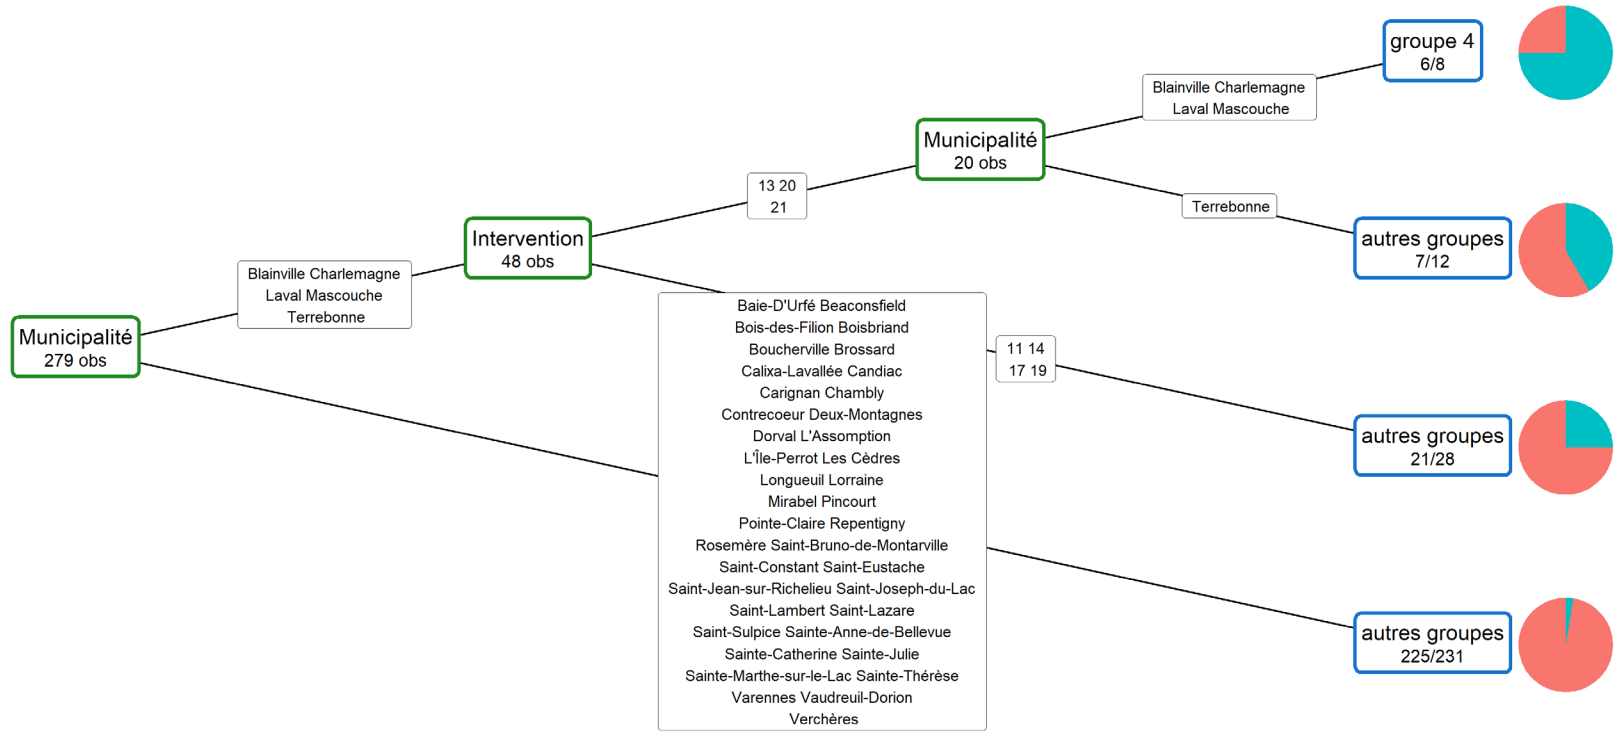 groupe 4
6/8
Blainville Charlemagne
Laval Mascouche
Municipalité
20 obs
13 20
21
Terrebonne
Intervention
48 obs
autres groupes
7/12
Blainville Charlemagne
Laval Mascouche
Terrebonne
Municipalité
279 obs
Baie-D'Urfé Beaconsfield
Bois-des-Filion Boisbriand
Boucherville Brossard
Calixa-Lavallée Candiac
Carignan Chambly
Contrecoeur Deux-Montagnes
Dorval L'Assomption
L'Île-Perrot Les Cèdres
Longueuil Lorraine
Mirabel Pincourt
Pointe-Claire Repentigny
Rosemère Saint-Bruno-de-Montarville
Saint-Constant Saint-Eustache
Saint-Jean-sur-Richelieu Saint-Joseph-du-Lac
Saint-Lambert Saint-Lazare
Saint-Sulpice Sainte-Anne-de-Bellevue
Sainte-Catherine Sainte-Julie
Sainte-Marthe-sur-le-Lac Sainte-Thérèse
Varennes Vaudreuil-Dorion
Verchères
11 14
17 19
autres groupes
21/28
autres groupes
225/231